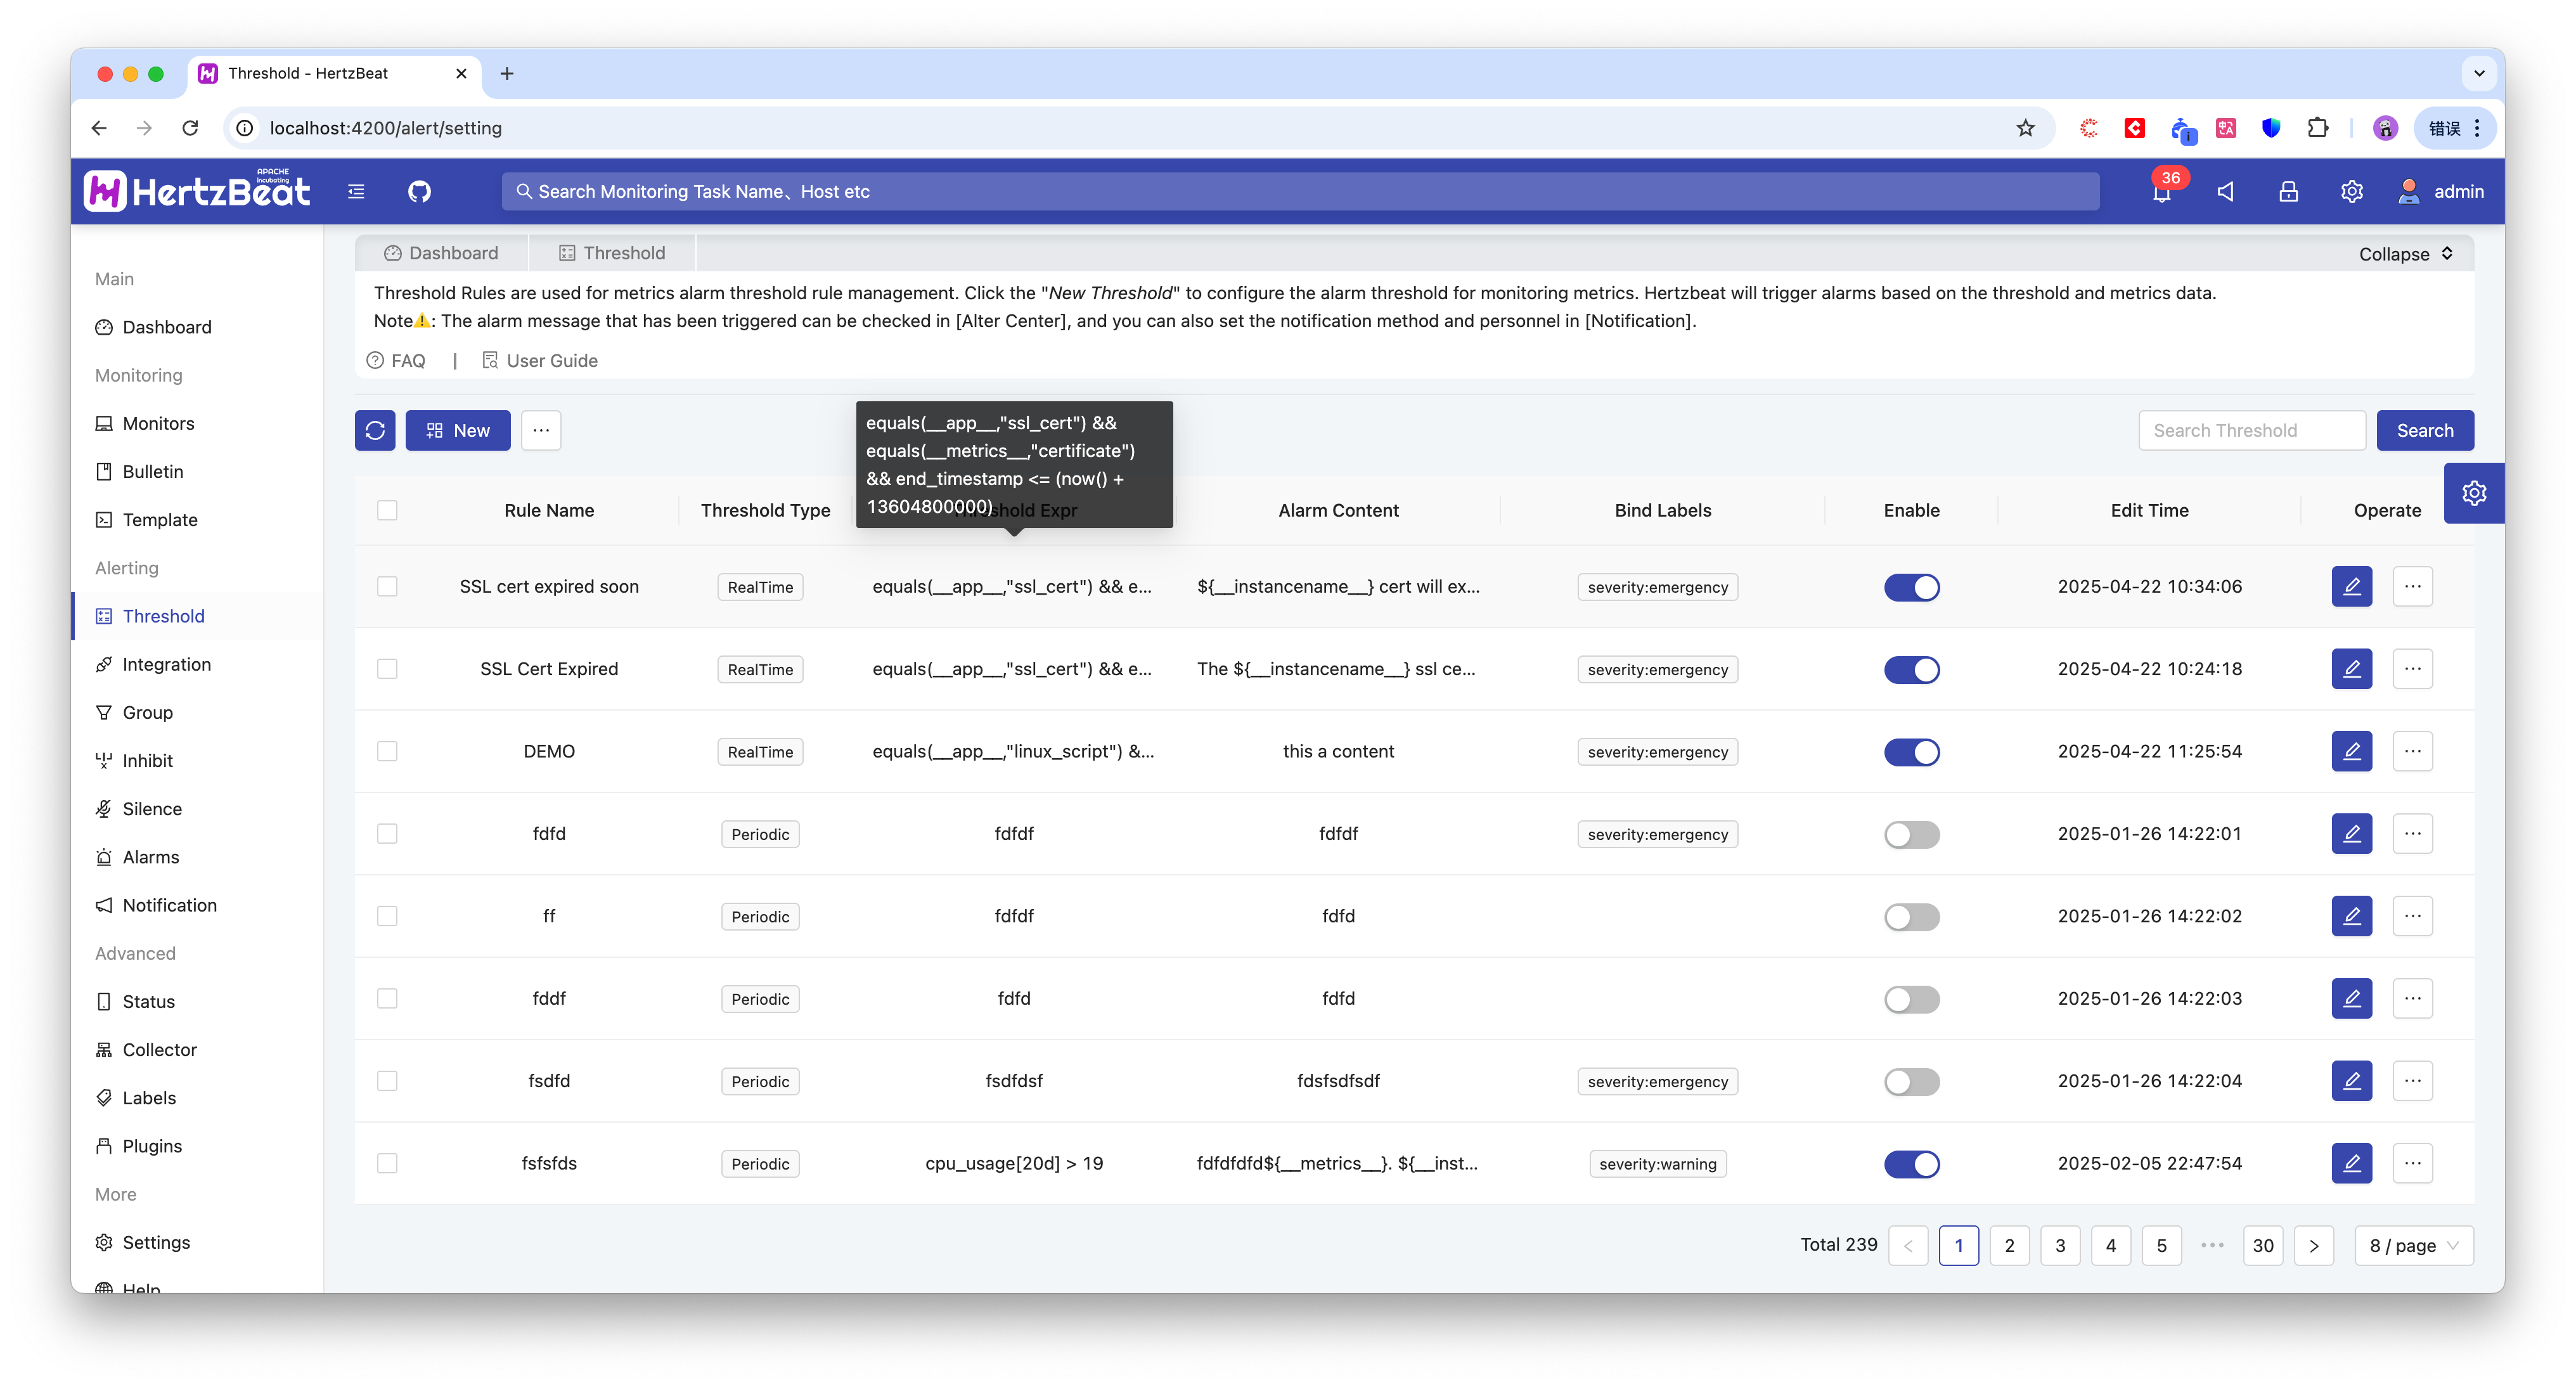 Threshold - HertzBeat
localhost:4200/alert/setting
错误
APACHE
incubating
HertzBeat
Search Monitoring Task Name、Host etc
36
admin
Main
Dashboard
Monitoring
Monitors
Bulletin
Template
Alerting
Threshold
Integration
Group
Inhibit
Silence
Alarms
Notification
Advanced
Status
Collector
Labels
Plugins
More
Settings
Help
Dashboard
Threshold
Collapse
Threshold Rules are used for metrics alarm threshold rule management. Click the "New Threshold" to configure the alarm threshold for monitoring metrics. Hertzbeat will trigger alarms based on the threshold and metrics data.
Note⚠️: The alarm message that has been triggered can be checked in [Alter Center], and you can also set the notification method and personnel in [Notification].
FAQ | User Guide
New ···
Search Threshold
Search
equals(__app__,"ssl_cert") &&
equals(__metrics__,"certificate")
&& end_timestamp <= (now() +
13604800000)
Rule Name Threshold Type Threshold Expr Alarm Content Bind Labels Enable Edit Time Operate
SSL cert expired soon RealTime equals(__app__,"ssl_cert") && e... ${__instancename__} cert will ex... severity:emergency 2025-04-22 10:34:06 ···
SSL Cert Expired RealTime equals(__app__,"ssl_cert") && e... The ${__instancename__} ssl ce... severity:emergency 2025-04-22 10:24:18 ···
DEMO RealTime equals(__app__,"linux_script") &... this a content severity:emergency 2025-04-22 11:25:54 ···
fdfd Periodic fdfdf fdfdf severity:emergency 2025-01-26 14:22:01 ···
ff Periodic fdfdf fdfd 2025-01-26 14:22:02 ···
fddf Periodic fdfd fdfd 2025-01-26 14:22:03 ···
fsdfd Periodic fsdfdsf fdsfsdfsdf severity:emergency 2025-01-26 14:22:04 ···
fsfsfds Periodic cpu_usage[20d] > 19 fdfdfdfd${__metrics__}. ${__inst... severity:warning 2025-02-05 22:47:54 ···
Total 239 < 1 2 3 4 5 ••• 30 > 8 / page